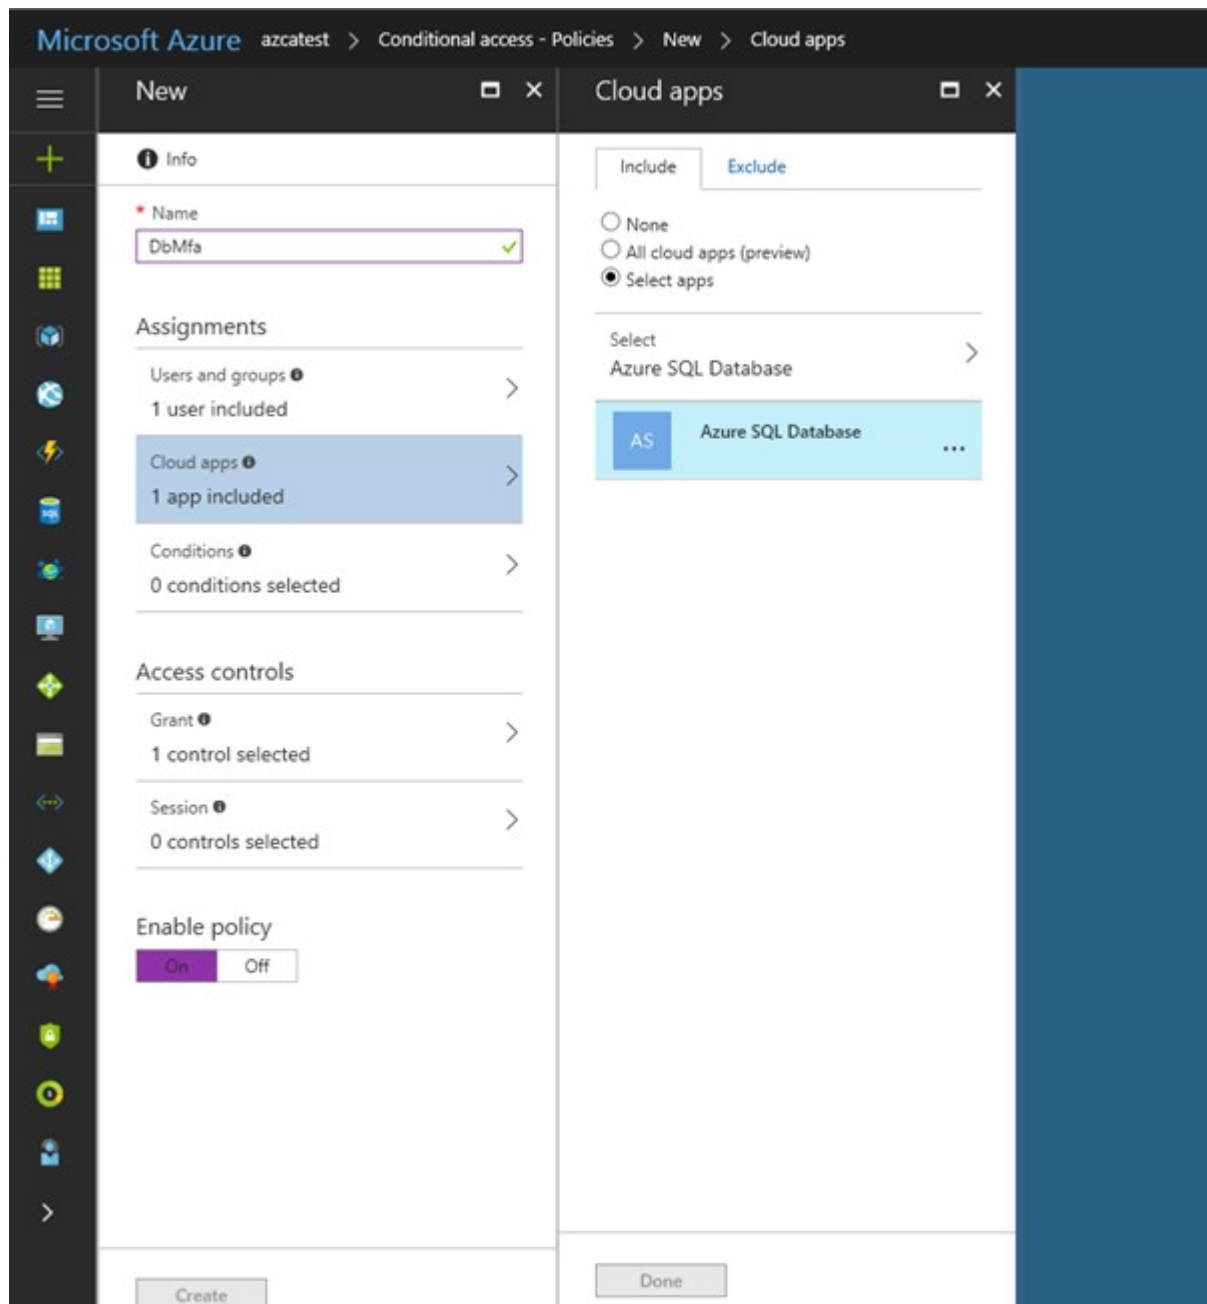 Microsoft Azure azcatest > Conditional access - Policies > New > Cloud apps
New
Info
* Name
DbMfa
Assignments
Users and groups
1 user included
Cloud apps
1 app included
Conditions
0 conditions selected
Access controls
Grant
1 control selected
Session
0 controls selected
Enable policy
On Off
Create
Cloud apps
Include Exclude
None
All cloud apps (preview)
Select apps
Select
Azure SQL Database
AS Azure SQL Database
...
Done